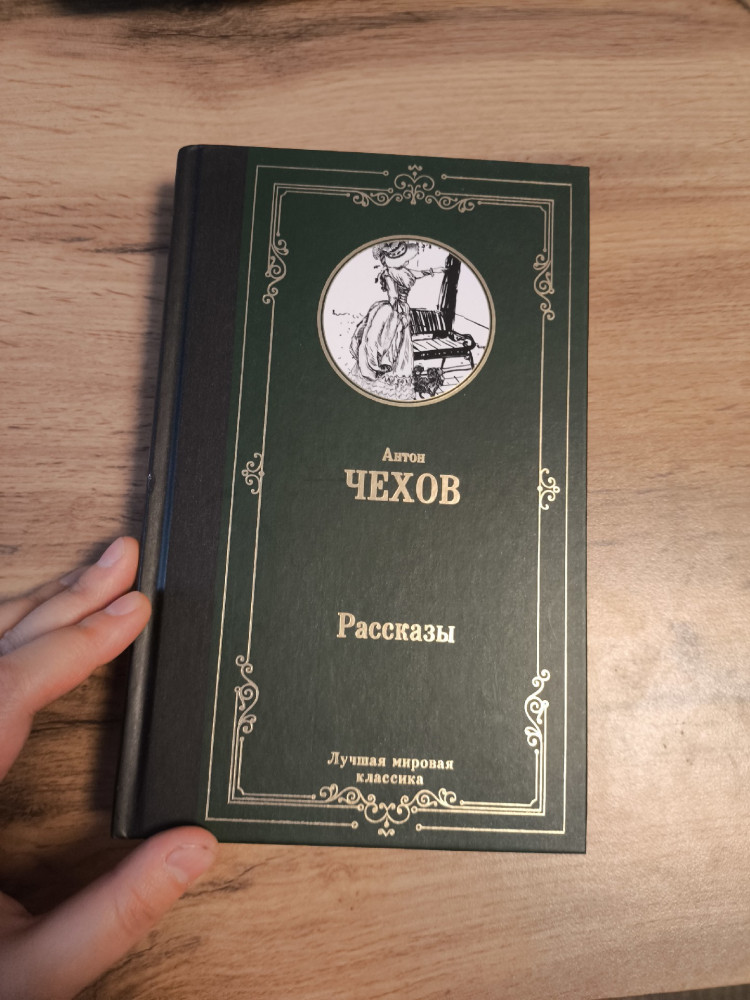 Антон
ЧЕХОВ
Рассказы
Лучшая мировая
классика